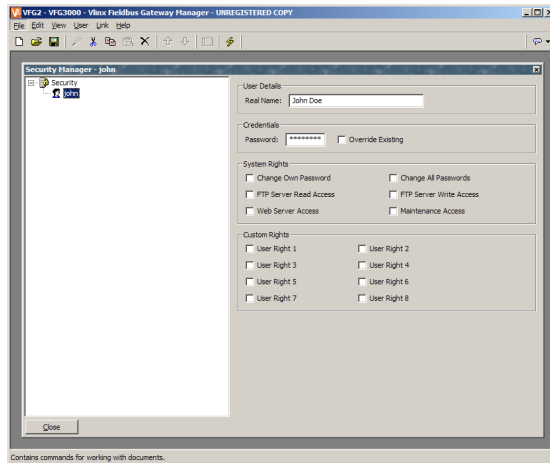 VFG2 - VFG3000 - Vlinx Fieldbus Gateway Manager - UNREGISTERED COPY
File Edit View User Link Help
Security Manager - john
Security
john
User Details
Real Name: John Doe
Credentials
Password: ******** Override Existing
System Rights
Change Own Password Change All Passwords
FTP Server Read Access FTP Server Write Access
Web Server Access Maintenance Access
Custom Rights
User Right 1 User Right 2
User Right 3 User Right 4
User Right 5 User Right 6
User Right 7 User Right 8
Close
Contains commands for working with documents.